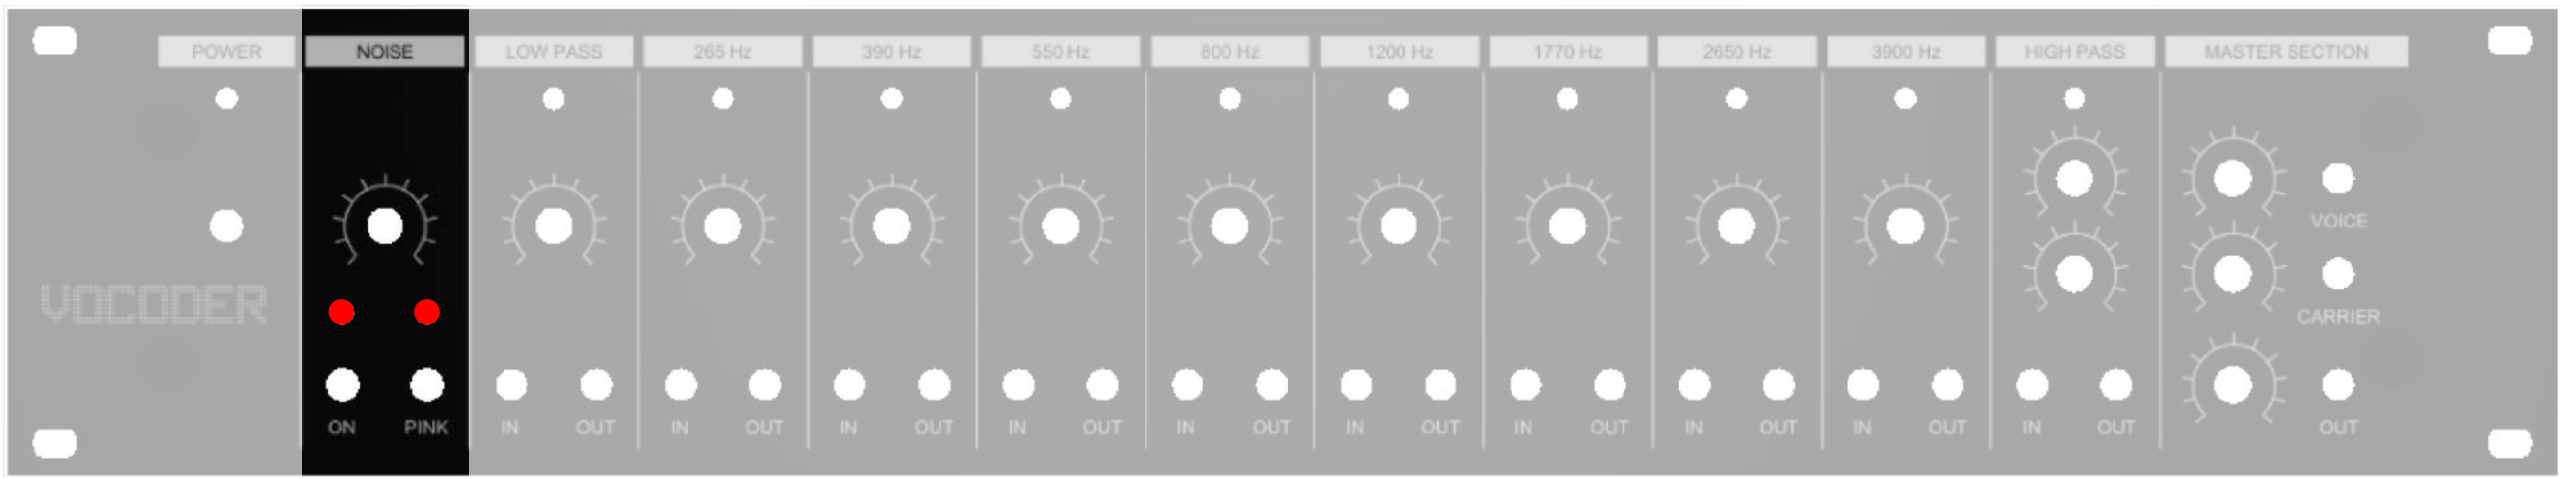 POWER NOISE LOW PASS 265 Hz 390 Hz 550 Hz 800 Hz 1200 Hz 1770 Hz 2650 Hz 3900 Hz HIGH PASS MASTER SECTION
VOICE
VOCODER
CARRIER
ON PINK IN OUT IN OUT IN OUT IN OUT IN OUT IN OUT IN OUT IN OUT IN OUT IN OUT OUT